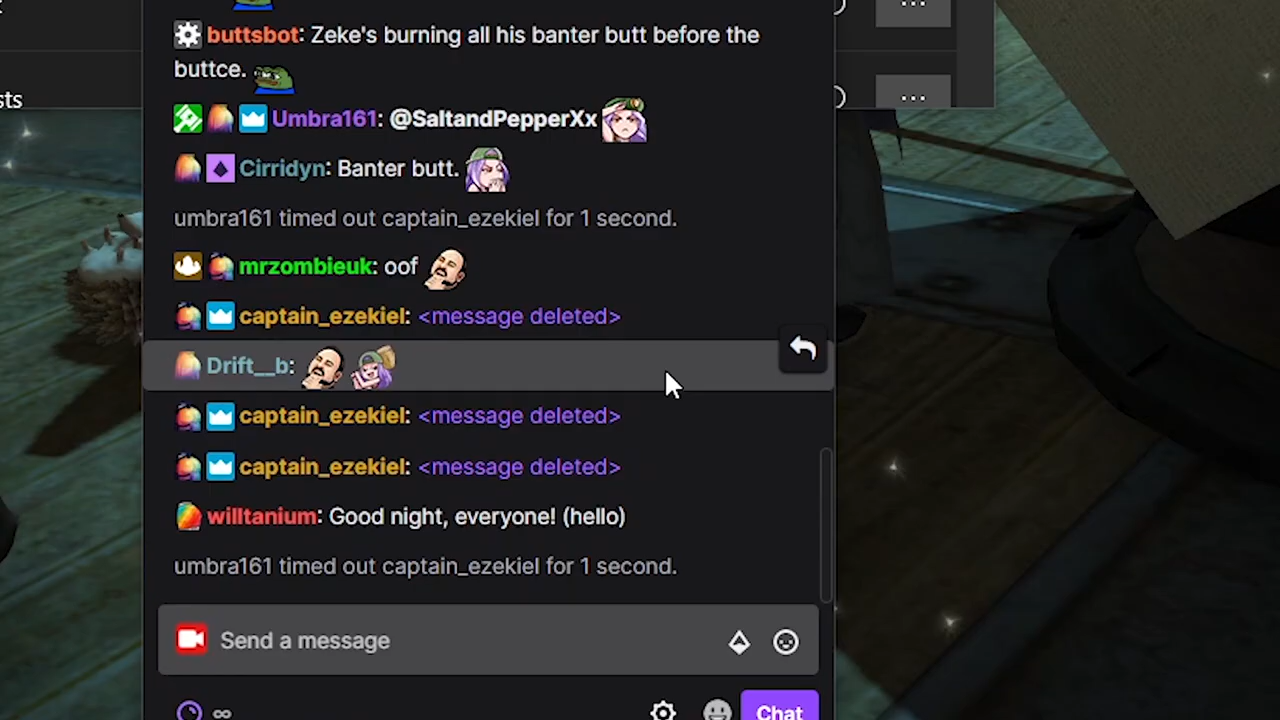 buttsbot: Zeke's burning all his banter butt before the
buttce.
sts
Umbra161: @SaltandPepperXx
Cirridyn: Banter butt.
umbra161 timed out captain_ezekiel for 1 second.
mrzombieuk: oof
captain_ezekiel: <message deleted>
Drift__b:
captain_ezekiel: <message deleted>
captain_ezekiel: <message deleted>
willtanium: Good night, everyone! (hello)
umbra161 timed out captain_ezekiel for 1 second.
Send a message
∞
Chat